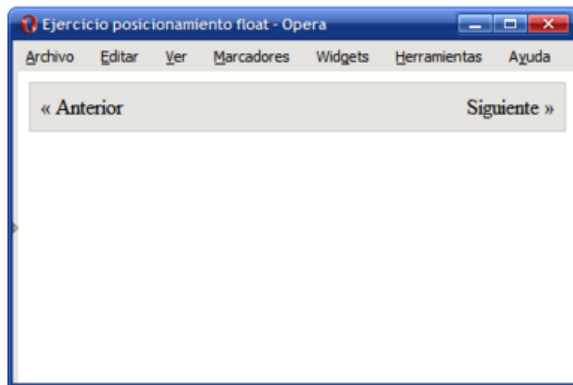 Ejercicio posicionamiento float - Opera
Archivo Editar Ver Marcadores Widgets Herramientas Ayuda
« Anterior Siguiente »